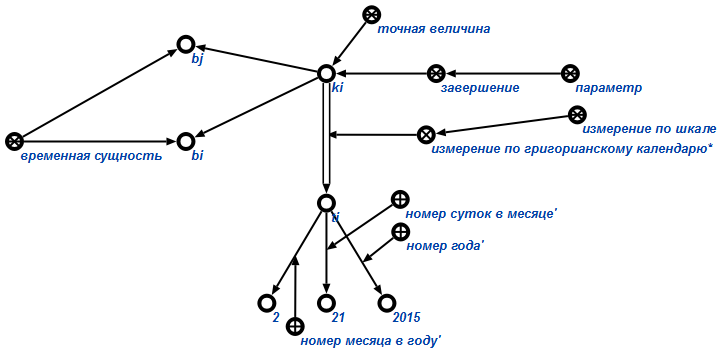 точная величина
bj
ki
завершение
параметр
измерение по шкале
временная сущность
bi
измерение по григорианскому календарю*
ti
номер суток в месяце'
номер года'
2
21
2015
номер месяца в году'